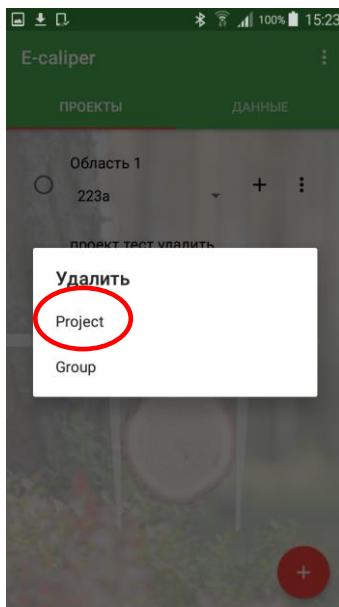 100% 15:23
E-caliper
ПРОЕКТЫ ДАННЫЕ
Область 1
223а
проект тест удалить
Удалить
Project
Group